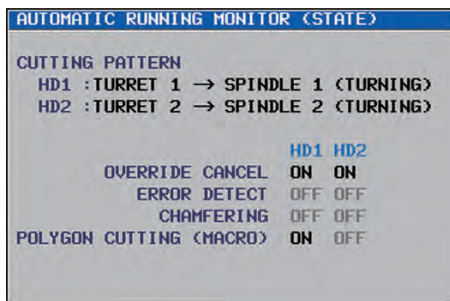 AUTOMATIC RUNNING MONITOR (STATE)
CUTTING PATTERN
HD1 :TURRET 1 → SPINDLE 1 (TURNING)
HD2 :TURRET 2 → SPINDLE 2 (TURNING)
HD1 HD2
OVERRIDE CANCEL ON ON
ERROR DETECT OFF OFF
CHAMFERING OFF OFF
POLYGON CUTTING (MACRO) ON OFF